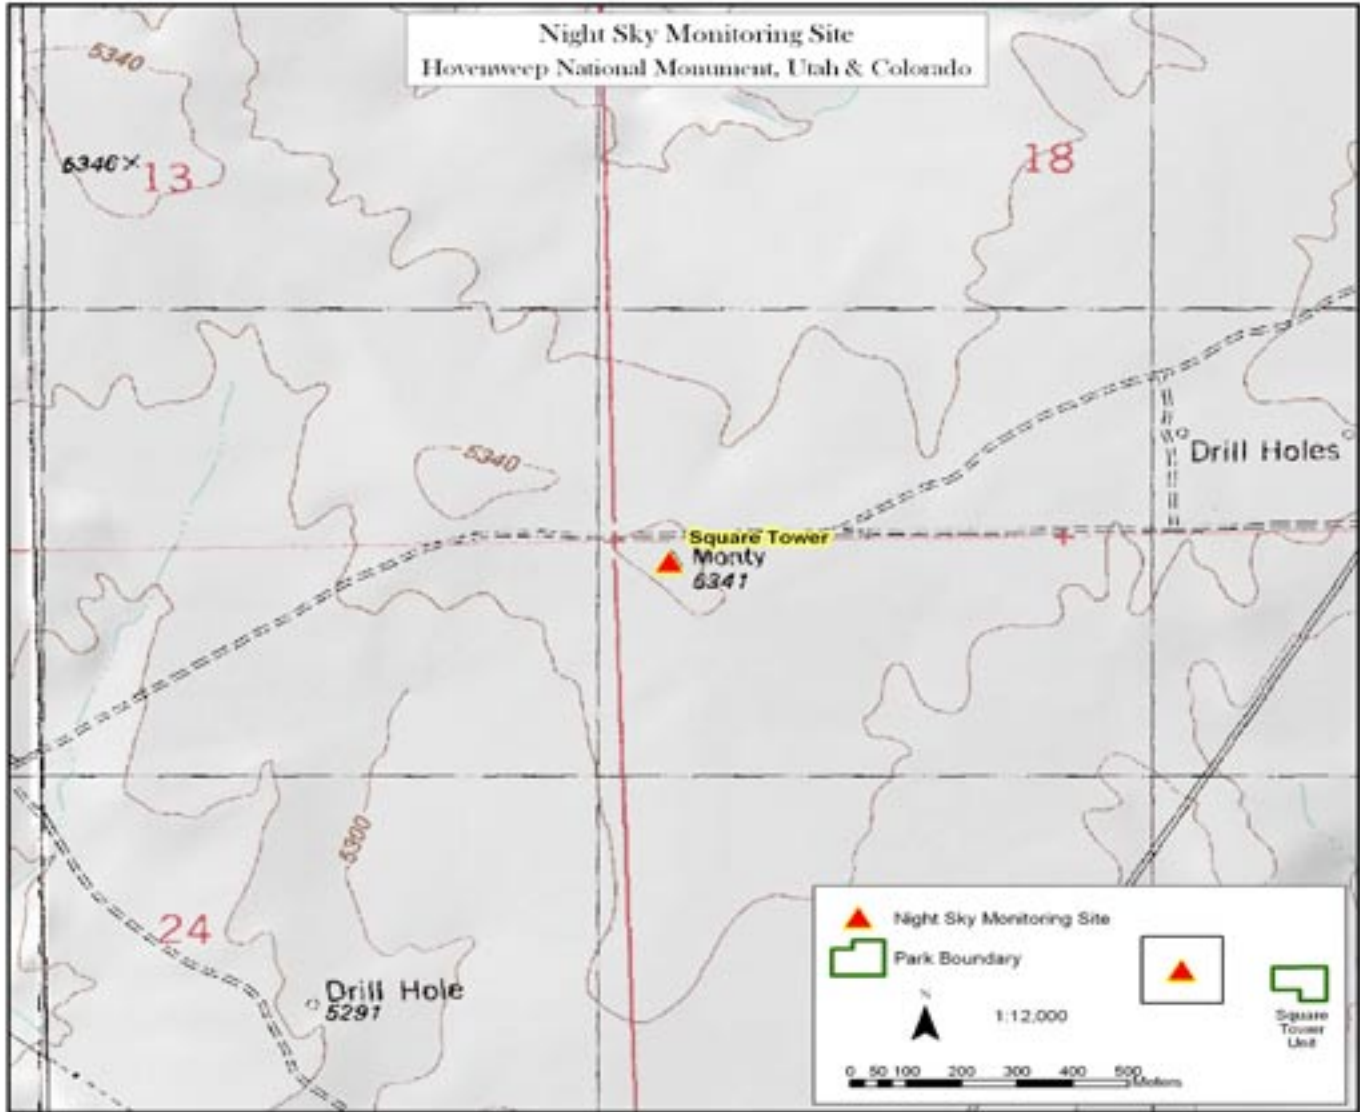 Night Sky Monitoring Site
Hovenweep National Monument, Utah & Colorado
5340
5346
13
18
5340
Drill Holes
Square Tower
Monty
5341
5300
24
Drill Hole
5291
Night Sky Monitoring Site
Park Boundary
N
1:12,000
Square
Tower
Unit
0 50 100 200 300 400 500
Meters